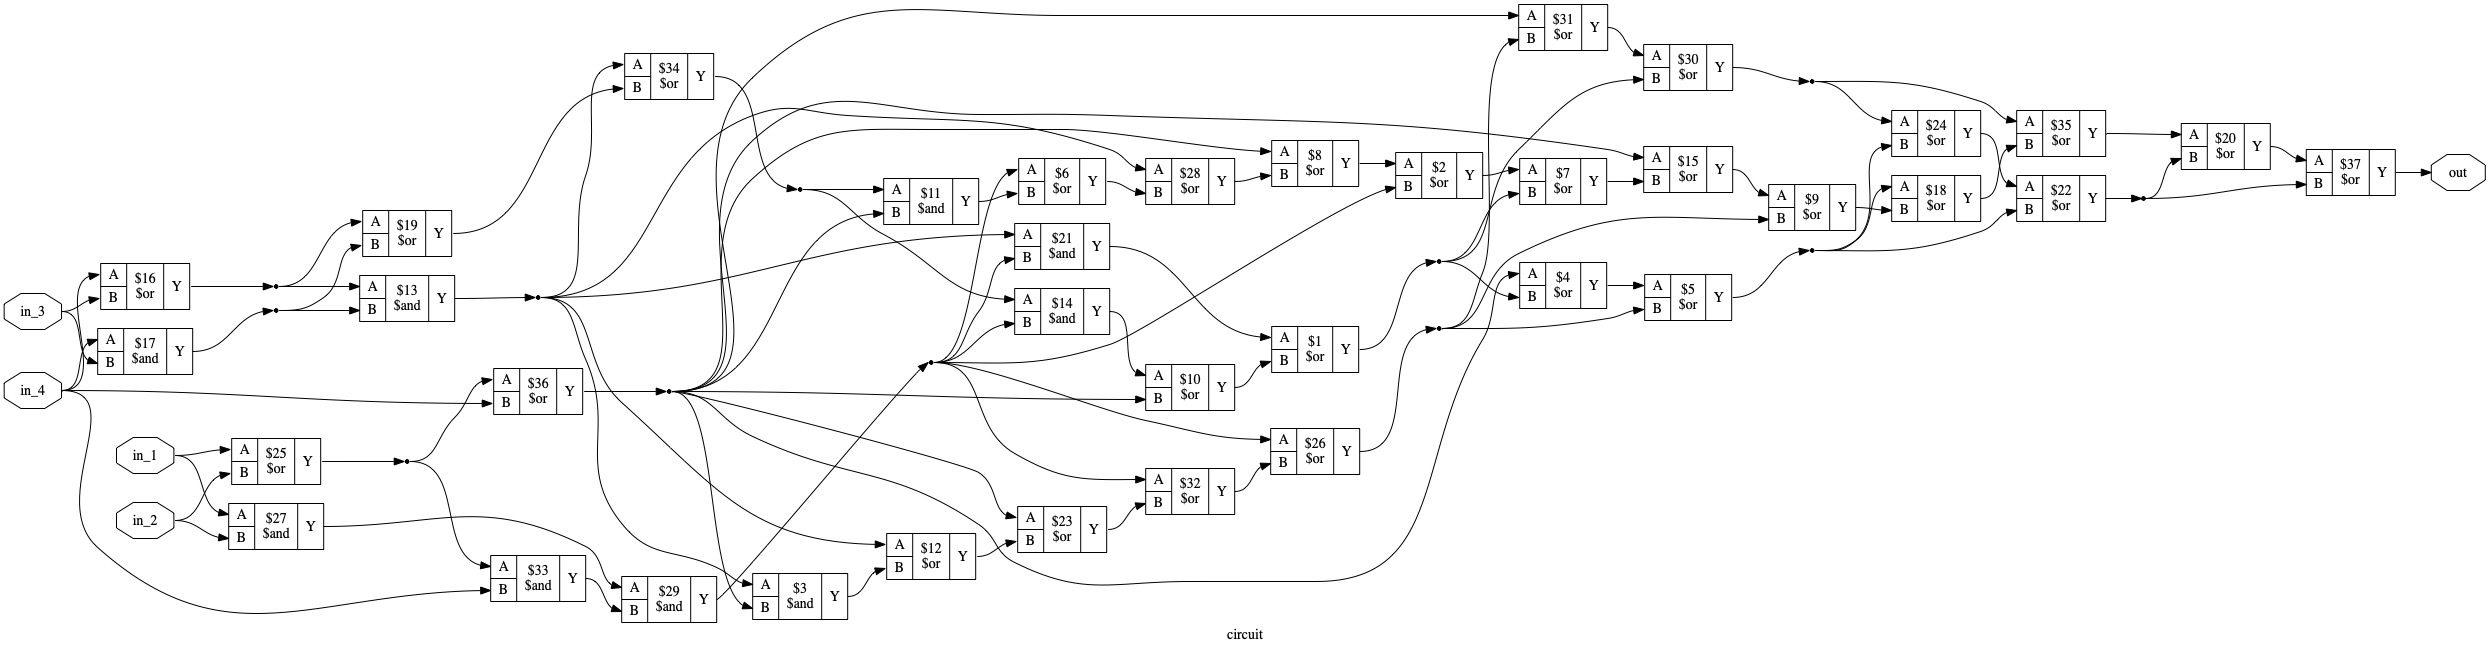 A
$31
Y
B
$or
A
$30
Y
B
$or
A
$34
Y
B
$or
A
$24
Y
B
$or
A
$35
Y
B
$or
A
$20
Y
B
$or
A
$8
Y
B
$or
A
$2
Y
B
$or
A
$15
Y
B
$or
A
$37
Y
B
$or
out
A
$6
Y
B
$or
A
$28
Y
B
$or
A
$7
Y
B
$or
A
$11
Y
B
$and
A
$9
Y
B
$or
A
$18
Y
B
$or
A
$22
Y
B
$or
A
$19
Y
B
$or
A
$21
Y
B
$and
A
$16
Y
B
$or
A
$13
Y
B
$and
A
$4
Y
B
$or
A
$5
Y
B
$or
in_3
A
$14
Y
B
$and
A
$17
Y
B
$and
A
$1
Y
B
$or
in_4
A
$36
Y
B
$or
A
$10
Y
B
$or
in_1
A
$25
Y
B
$or
A
$26
Y
B
$or
A
$32
Y
B
$or
in_2
A
$27
Y
B
$and
A
$23
Y
B
$or
A
$12
Y
B
$or
A
$33
Y
B
$and
A
$29
Y
B
$and
A
$3
Y
B
$and
circuit